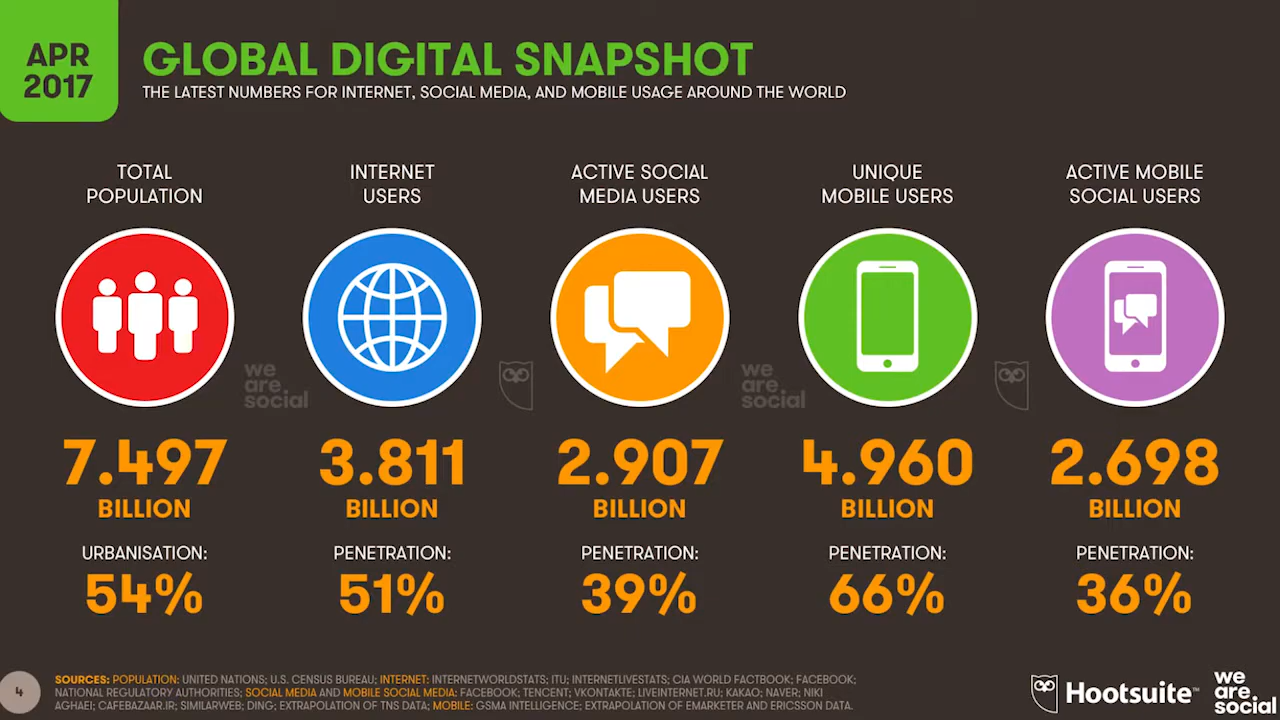 APR
2017
GLOBAL DIGITAL SNAPSHOT
THE LATEST NUMBERS FOR INTERNET, SOCIAL MEDIA, AND MOBILE USAGE AROUND THE WORLD
TOTAL
POPULATION
INTERNET
USERS
ACTIVE SOCIAL
MEDIA USERS
UNIQUE
MOBILE USERS
ACTIVE MOBILE
SOCIAL USERS
we
are
social
we
are
social
7.497
BILLION
3.811
BILLION
2.907
BILLION
4.960
BILLION
2.698
BILLION
URBANISATION:
54%
PENETRATION:
51%
PENETRATION:
39%
PENETRATION:
66%
PENETRATION:
36%
4
SOURCES: POPULATION: UNITED NATIONS; U.S. CENSUS BUREAU; INTERNET: INTERNETWORLDSTATS; ITU; INTERNETLIVESTATS; CIA WORLD FACTBOOK; FACEBOOK;
NATIONAL REGULATORY AUTHORITIES; SOCIAL MEDIA AND MOBILE SOCIAL MEDIA: FACEBOOK; TENCENT; VKONTAKTE; LIVEINTERNET.RU; KAKAO; NAVER; NIKI
AGHAEI; CAFEBAZAAR.IR; SIMILARWEB; DING; EXTRAPOLATION OF TNS DATA; MOBILE: GSMA INTELLIGENCE; EXTRAPOLATION OF EMARKETER AND ERICSSON DATA.
Hootsuite™
we
are
social